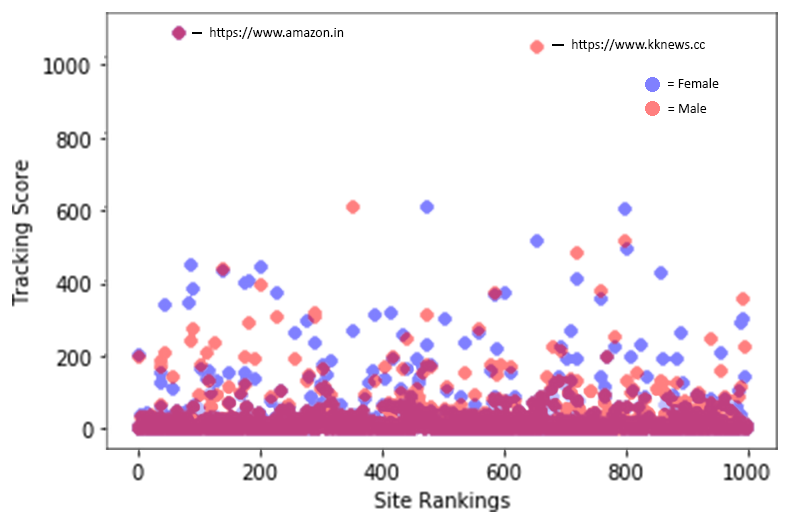 https://www.amazon.in
https://www.kknews.cc
= Female
= Male
1000
800
600
400
200
0
Tracking Score
0 200 400 600 800 1000
Site Rankings